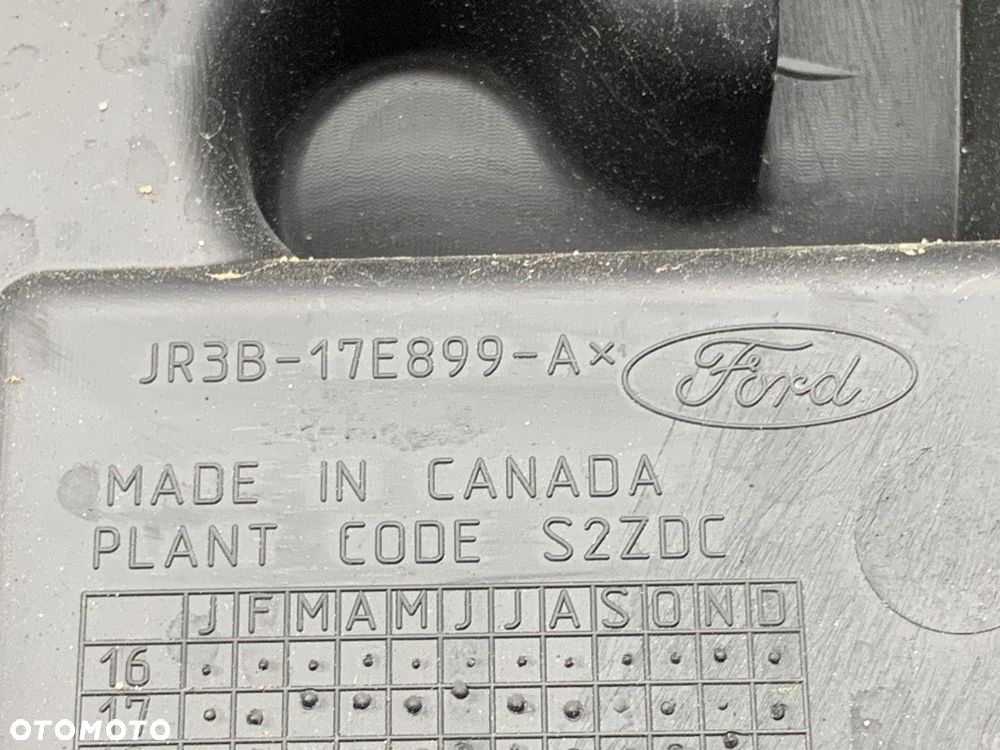 JR3B-17E899-A×
Ford
MADE IN CANADA
PLANT CODE S2ZDC
J F M A M J J A S O N D
16
17
OTOMOTO